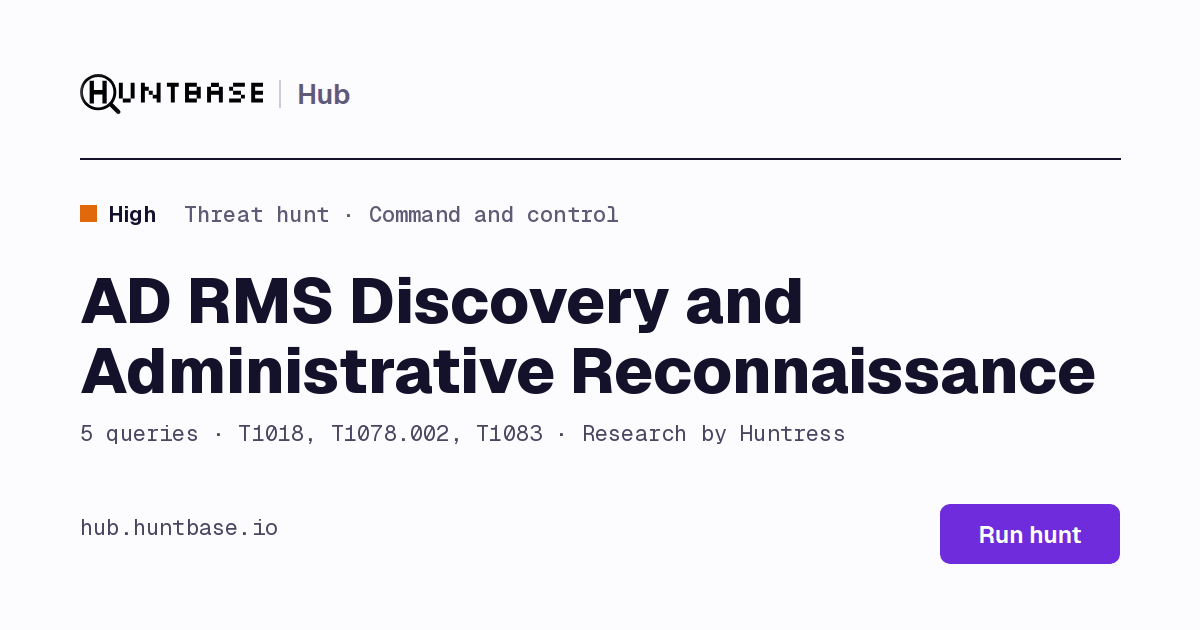 HUNTBASE Hub
High Threat hunt · Command and control
AD RMS Discovery and
Administrative Reconnaissance
5 queries · T1018, T1078.002, T1083 · Research by Huntress
hub.huntbase.io
Run hunt